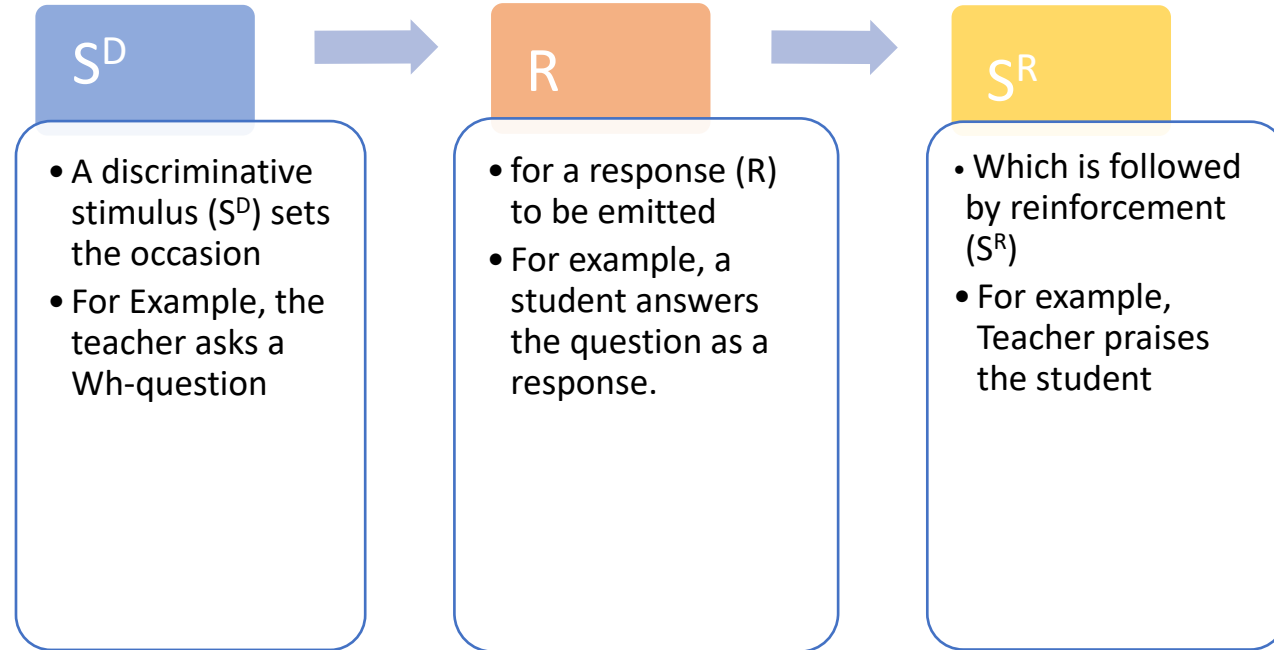 Sᴰ
• A discriminative
stimulus (Sᴰ) sets
the occasion
• For Example, the
teacher asks a
Wh-question
R
• for a response (R)
to be emitted
• For example, a
student answers
the question as a
response.
Sᴿ
• Which is followed
by reinforcement
(Sᴿ)
• For example,
Teacher praises
the student